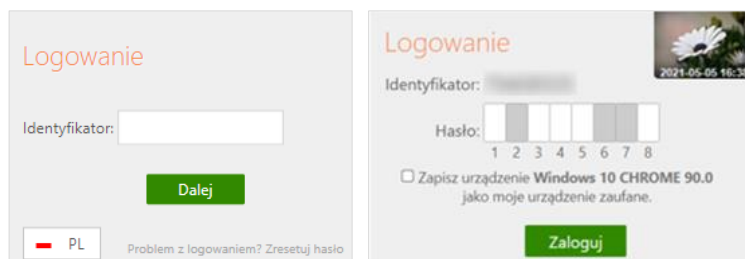 Logowanie
Identyfikator:
Dalej
PL
Problem z logowaniem? Zresetuj hasło
Logowanie
2021-05-05 16:38
Identyfikator:
Hasło:
1 2 3 4 5 6 7 8
Zapisz urządzenie Windows 10 CHROME 90.0
jako moje urządzenie zaufane.
Zaloguj